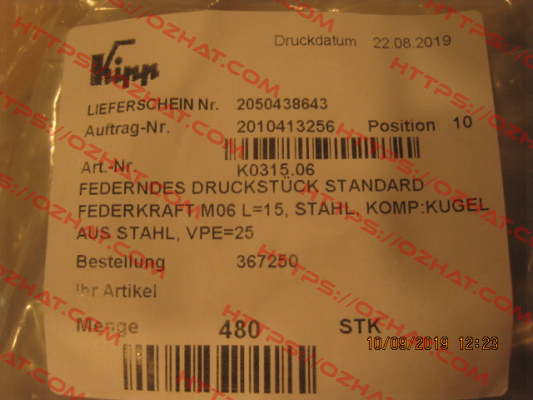 Kipp
Druckdatum 22.08.2019
LIEFERSCHEIN Nr. 2050438643
Auftrag-Nr. 2010413256 Position 10
Art.-Nr. K0315.06
FEDERNDES DRUCKSTÜCK STANDARD
FEDERKRAFT M06 L=15, STAHL, KOMP:KUGEL
AUS STAHL, VPE=25
Bestellung 367250
Ihr Artikel
Menge 480 STK
10/09/2019 12:23
HTTPS://OZHAT.COM